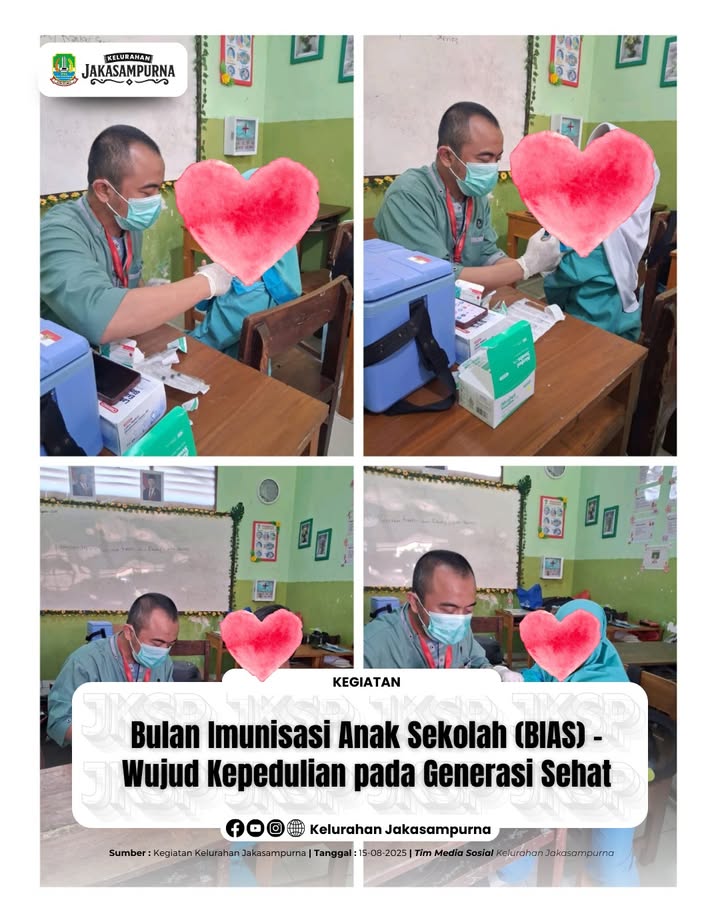 KELURAHAN
JAKASAMPURNA
KEGIATAN
Bulan Imunisasi Anak Sekolah (BIAS) -
Wujud Kepedulian pada Generasi Sehat
Kelurahan Jakasampurna
Sumber : Kegiatan Kelurahan Jakasampurna | Tanggal : 15-08-2025 | Tim Media Sosial Kelurahan Jakasampurna